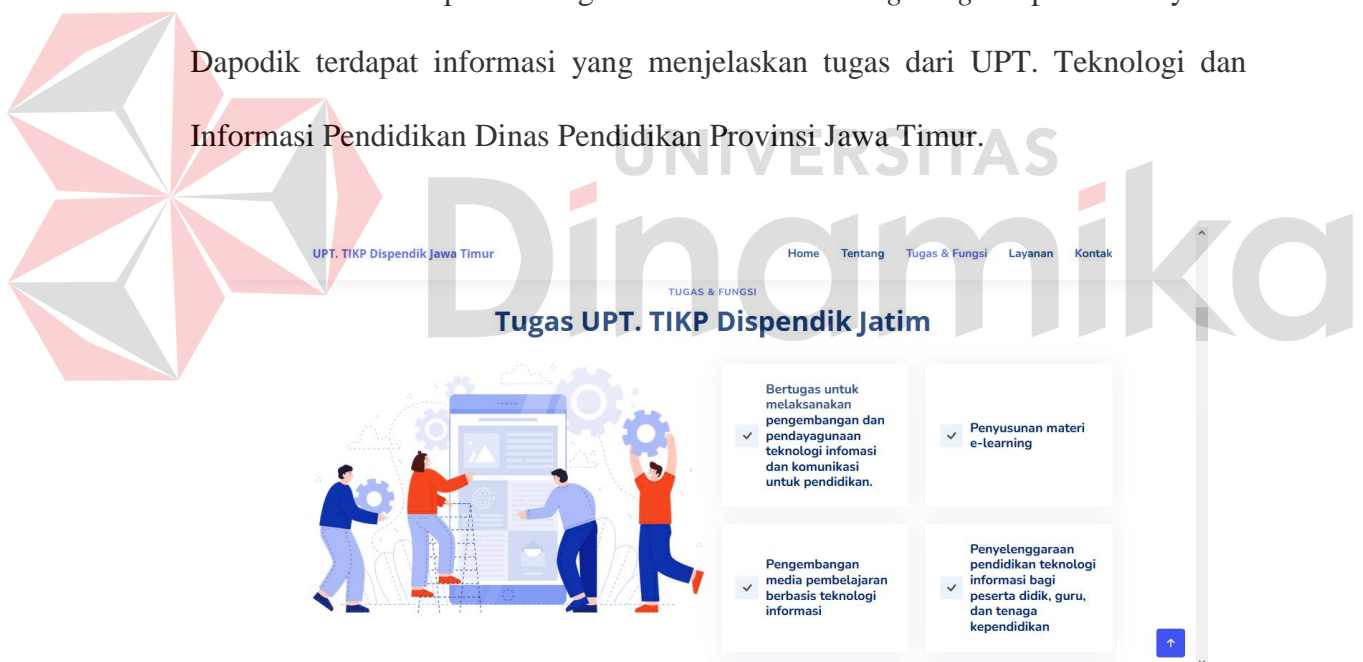 Dapodik terdapat informasi yang menjelaskan tugas dari UPT. Teknologi dan
Informasi Pendidikan Dinas Pendidikan Provinsi Jawa Timur.
UNIVERSITAS
Dinamika
UPT. TIKP Dispendik Jawa Timur
Home Tentang Tugas & Fungsi Layanan Kontak
TUGAS & FUNGSI
Tugas UPT. TIKP Dispendik Jatim
Bertugas untuk
melaksanakan
pengembangan dan
pendayagunaan
teknologi infomasi
dan komunikasi
untuk pendidikan.
Penyusunan materi
e-learning
Pengembangan
media pembelajaran
berbasis teknologi
informasi
Penyelenggaraan
pendidikan teknologi
informasi bagi
peserta didik, guru,
dan tenaga
kependidikan